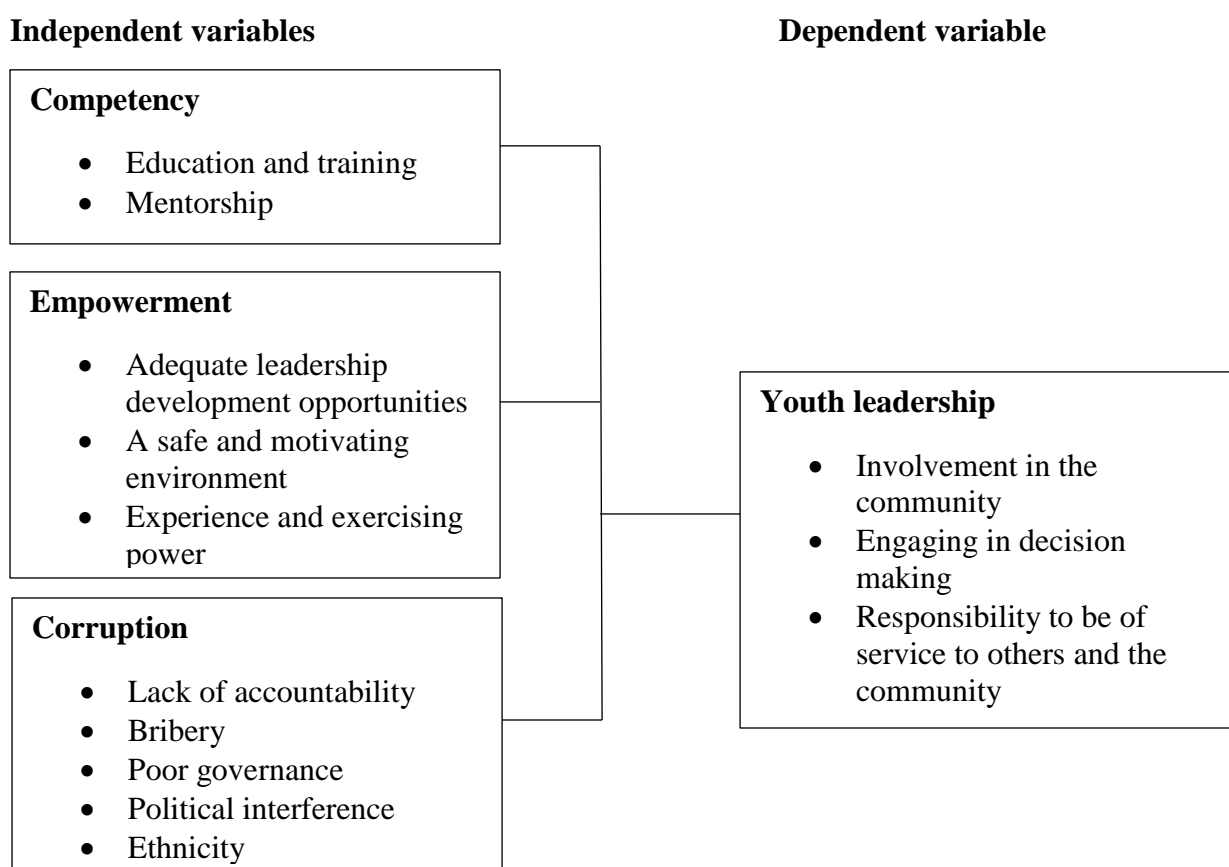 Independent variables
Dependent variable
Competency
• Education and training
• Mentorship
Empowerment
• Adequate leadership
development opportunities
• A safe and motivating
environment
• Experience and exercising
power
Corruption
• Lack of accountability
• Bribery
• Poor governance
• Political interference
• Ethnicity
Youth leadership
• Involvement in the
community
• Engaging in decision
making
• Responsibility to be of
service to others and the
community